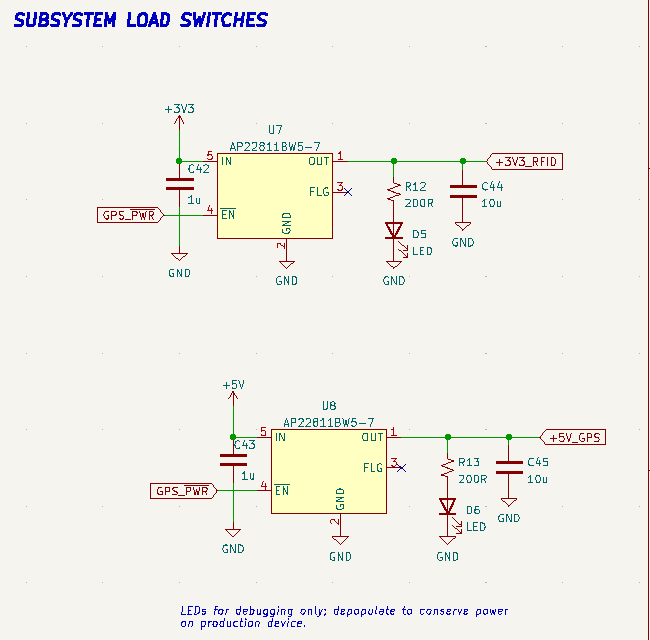 SUBSYSTEM LOAD SWITCHES
+3V3
U7
AP22811BW5-7
5 IN OUT 1 +3V3_RFID
C42
1u
FLG 3
R12
200R
C44
10u
GPS_PWR 4 EN
GND
2
D5
LED
GND
GND
GND
GND
+5V
U8
AP22811BW5-7
5 IN OUT 1 +5V_GPS
C43
1u
FLG 3
R13
200R
C45
10u
GPS_PWR 4 EN
GND
2
D6
LED
GND
GND
GND
GND
LEDs for debugging only; depopulate to conserve power
on production device.